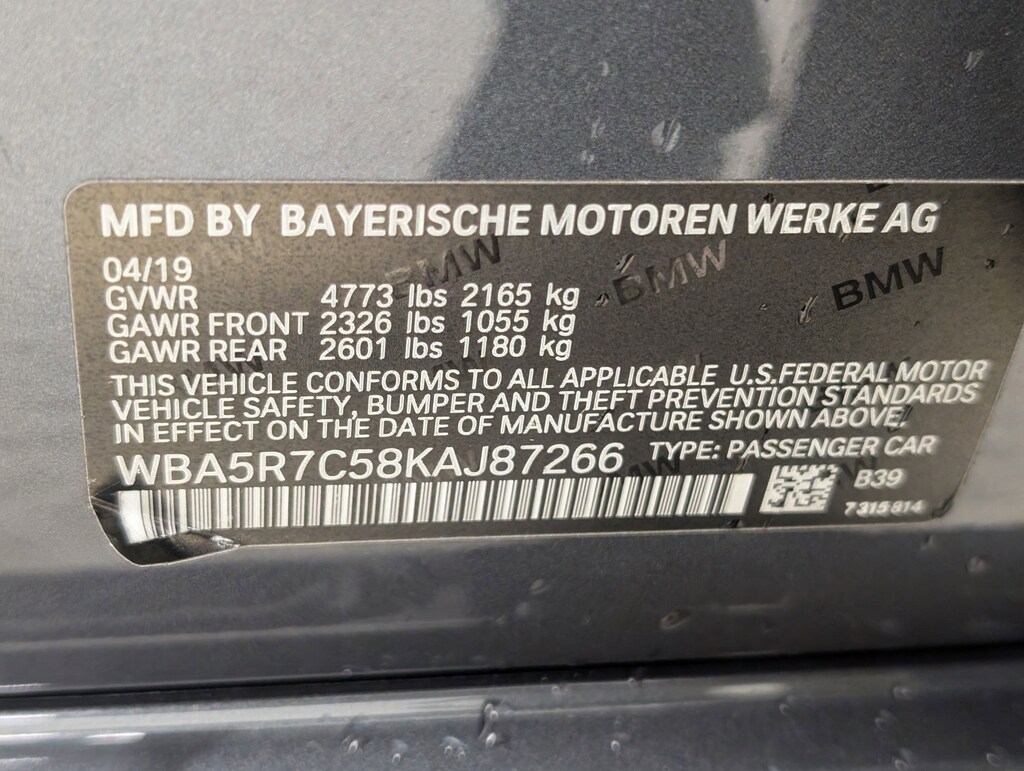 MFD BY BAYERISCHE MOTOREN WERKE AG
04/19
GVWR 4773 lbs 2165 kg
GAWR FRONT 2326 lbs 1055 kg
GAWR REAR 2601 lbs 1180 kg
BMW BMW BMW
THIS VEHICLE CONFORMS TO ALL APPLICABLE U.S.FEDERAL MOTOR
VEHICLE SAFETY, BUMPER AND THEFT PREVENTION STANDARDS
IN EFFECT ON THE DATE OF MANUFACTURE SHOWN ABOVE.
WBA5R7C58KAJ87266 TYPE: PASSENGER CAR
B39
7315814